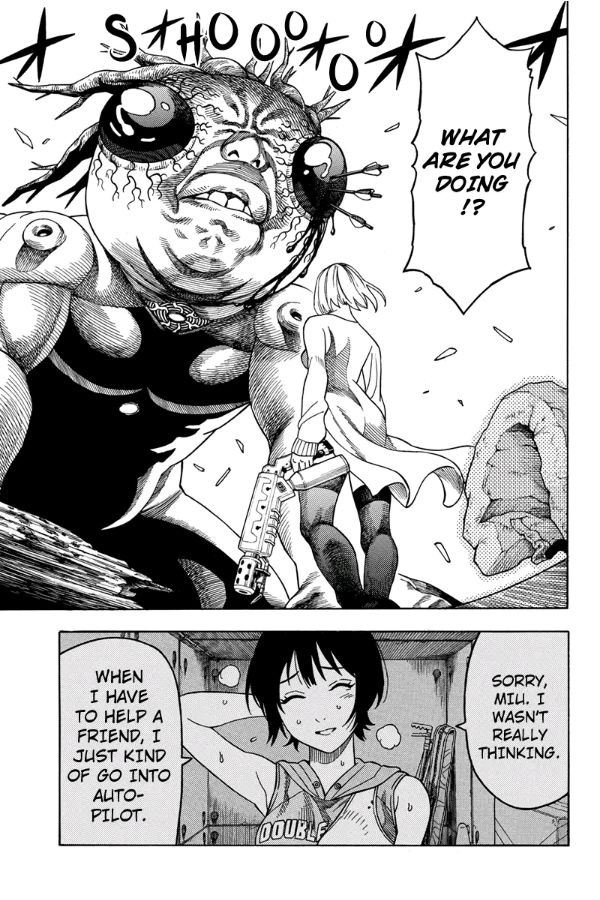 SHOOOOO
WHAT
ARE YOU
DOING
!?
SORRY,
MIU. I
WASN'T
REALLY
THINKING.
WHEN
I HAVE
TO HELP A
FRIEND, I
JUST KIND
OF GO INTO
AUTO-
PILOT.
DOUBLE